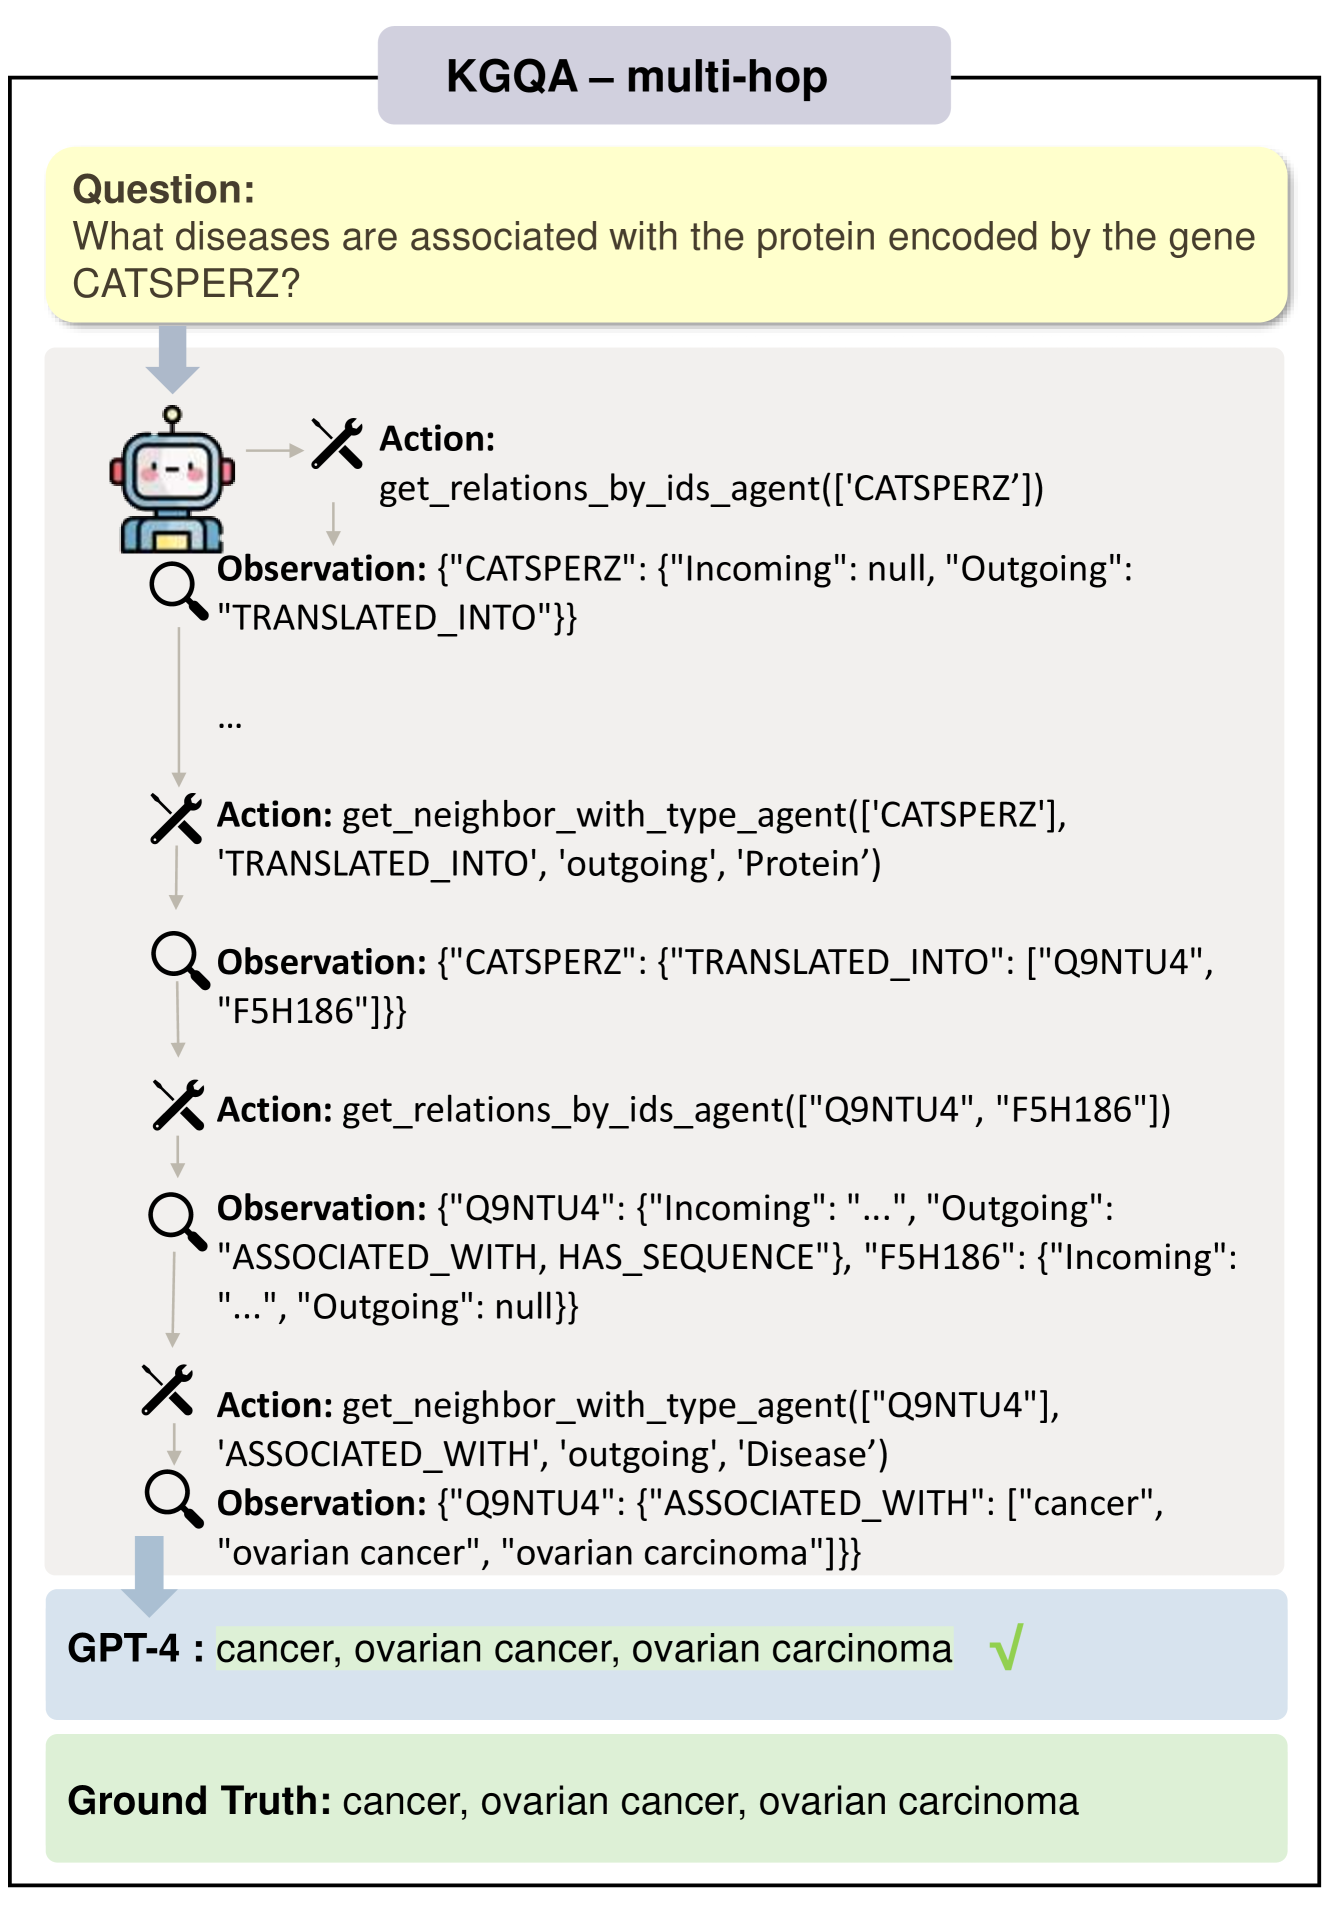 KGQA – multi-hop
Question:
What diseases are associated with the protein encoded by the gene
CATSPERZ?
Action:
get_relations_by_ids_agent(['CATSPERZ’])
Observation: {"CATSPERZ": {"Incoming": null, "Outgoing":
"TRANSLATED_INTO"}}
...
Action: get_neighbor_with_type_agent(['CATSPERZ'],
'TRANSLATED_INTO', 'outgoing', 'Protein’)
Observation: {"CATSPERZ": {"TRANSLATED_INTO": ["Q9NTU4",
"F5H186"]}}
Action: get_relations_by_ids_agent(["Q9NTU4", "F5H186"])
Observation: {"Q9NTU4": {"Incoming": "...", "Outgoing":
"ASSOCIATED_WITH, HAS_SEQUENCE"}, "F5H186": {"Incoming":
"...", "Outgoing": null}}
Action: get_neighbor_with_type_agent(["Q9NTU4"],
'ASSOCIATED_WITH', 'outgoing', 'Disease’)
Observation: {"Q9NTU4": {"ASSOCIATED_WITH": ["cancer",
"ovarian cancer", "ovarian carcinoma"]}}
GPT-4 : cancer, ovarian cancer, ovarian carcinoma √
Ground Truth: cancer, ovarian cancer, ovarian carcinoma